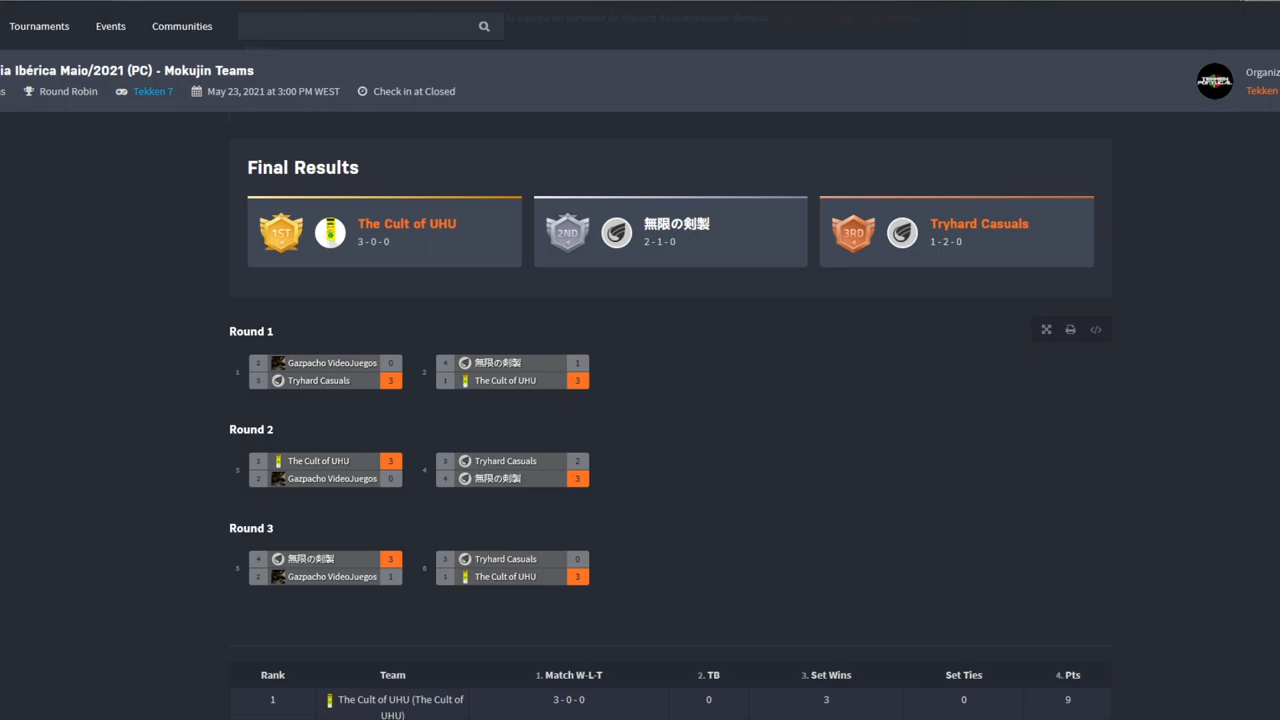 Tournaments Events Communities
ia Ibérica Maio/2021 (PC) - Mokujin Teams
s Round Robin Tekken 7 May 23, 2021 at 3:00 PM WEST Check in at Closed
TEKKEN PORTUGAL
Organiz
Tekken
Final Results
1ST The Cult of UHU
3 - 0 - 0
2ND 無限の剣製
2 - 1 - 0
3RD Tryhard Casuals
1 - 2 - 0
Round 1
1 2 Gazpacho VideoJuegos 0
3 Tryhard Casuals 3
2 4 無限の剣製 1
1 The Cult of UHU 3
Round 2
1 The Cult of UHU 3
2 Gazpacho VideoJuegos 0
4 3 Tryhard Casuals 2
4 無限の剣製 3
Round 3
5 4 無限の剣製 3
2 Gazpacho VideoJuegos 1
6 3 Tryhard Casuals 0
1 The Cult of UHU 3
Rank Team 1. Match W-L-T 2. TB 3. Set Wins Set Ties 4. Pts
1 The Cult of UHU (The Cult of UHU) 3 - 0 - 0 0 3 0 9